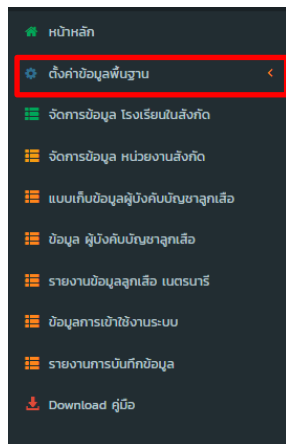 หน้าหลัก
ตั้งค่าข้อมูลพื้นฐาน
จัดการข้อมูล โรงเรียนในสังกัด
จัดการข้อมูล หน่วยงานสังกัด
แบบเก็บข้อมูลผู้บังคับบัญชาลูกเสือ
ข้อมูล ผู้บังคับบัญชาลูกเสือ
รายงานข้อมูลลูกเสือ เนตรนารี
ข้อมูลการเข้าใช้งานระบบ
รายงานการบันทึกข้อมูล
Download คู่มือ